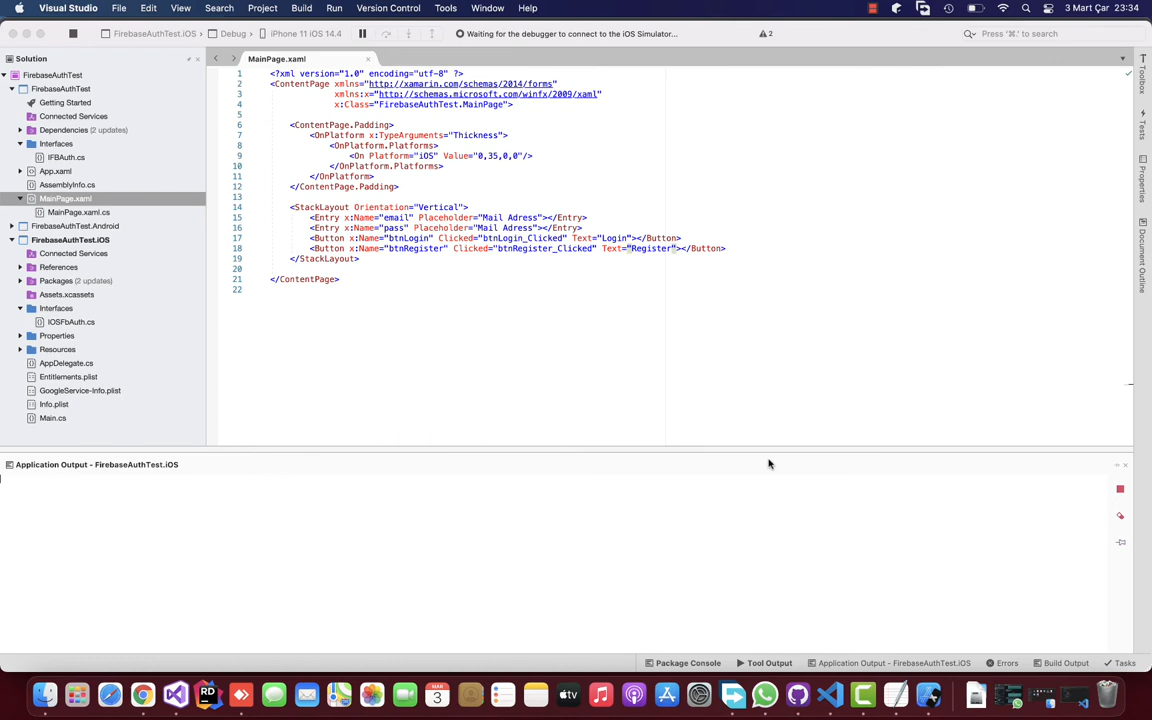 Visual Studio File Edit View Search Project Build Run Version Control Tools Window Help 3 Mart Çar 23:34
FirebaseAuthTest.iOS Debug iPhone 11 iOS 14.4 Waiting for the debugger to connect to the iOS Simulator... 2 Press '⌘.' to search
Solution
FirebaseAuthTest
FirebaseAuthTest
Getting Started
Connected Services
Dependencies (2 updates)
Interfaces
IFBAuth.cs
App.xaml
AssemblyInfo.cs
MainPage.xaml
MainPage.xaml.cs
FirebaseAuthTest.Android
FirebaseAuthTest.iOS
Connected Services
References
Packages (2 updates)
Assets.xcassets
Interfaces
IOSFbAuth.cs
Properties
Resources
AppDelegate.cs
Entitlements.plist
GoogleService-Info.plist
Info.plist
Main.cs
MainPage.xaml
1 <?xml version="1.0" encoding="utf-8" ?>
2 <ContentPage xmlns="http://xamarin.com/schemas/2014/forms"
3 xmlns:x="http://schemas.microsoft.com/winfx/2009/xaml"
4 x:Class="FirebaseAuthTest.MainPage">
5
6 <ContentPage.Padding>
7 <OnPlatform x:TypeArguments="Thickness">
8 <OnPlatform.Platforms>
9 <On Platform="iOS" Value="0,35,0,0"/>
10 </OnPlatform.Platforms>
11 </OnPlatform>
12 </ContentPage.Padding>
13
14 <StackLayout Orientation="Vertical">
15 <Entry x:Name="email" Placeholder="Mail Adress"></Entry>
16 <Entry x:Name="pass" Placeholder="Mail Adress"></Entry>
17 <Button x:Name="btnLogin" Clicked="btnLogin_Clicked" Text="Login"></Button>
18 <Button x:Name="btnRegister" Clicked="btnRegister_Clicked" Text="Register"></Button>
19 </StackLayout>
20
21 </ContentPage>
22
Toolbox
Tests
Properties
Document Outline
Application Output - FirebaseAuthTest.iOS
Package Console Tool Output Application Output - FirebaseAuthTest.iOS Errors Build Output Tasks
RD
MAR
3
tv